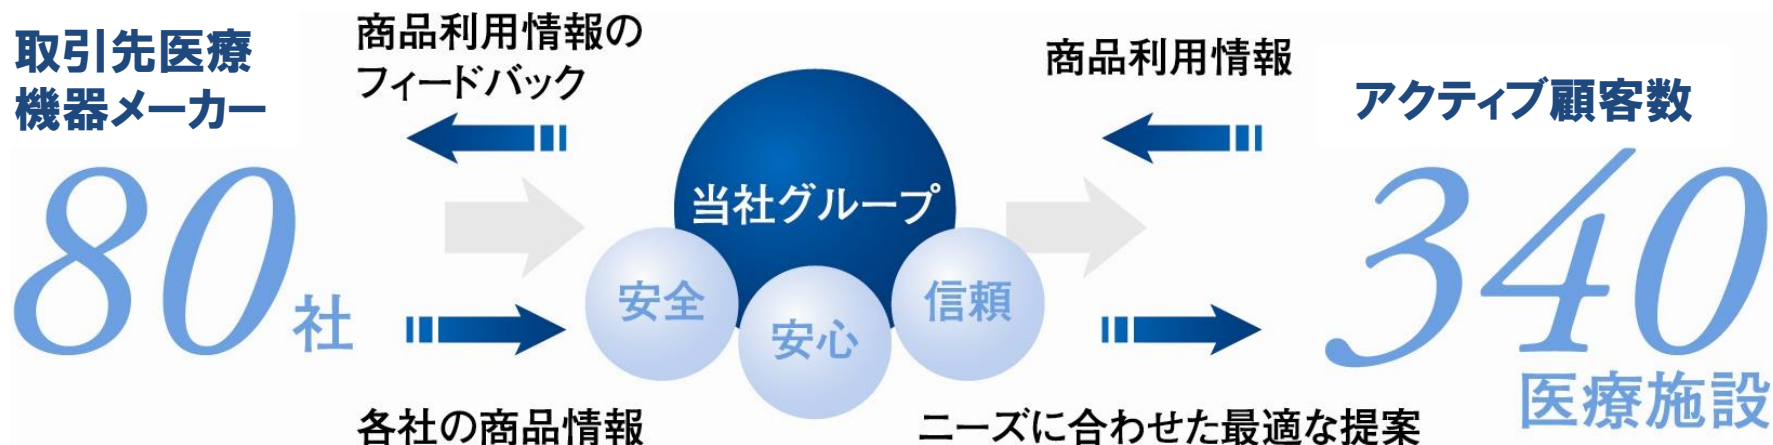 取引先医療
機器メーカー
80社
商品利用情報の
フィードバック
各社の商品情報
当社グループ
安全
安心
信頼
商品利用情報
ニーズに合わせた最適な提案
アクティブ顧客数
340
医療施設